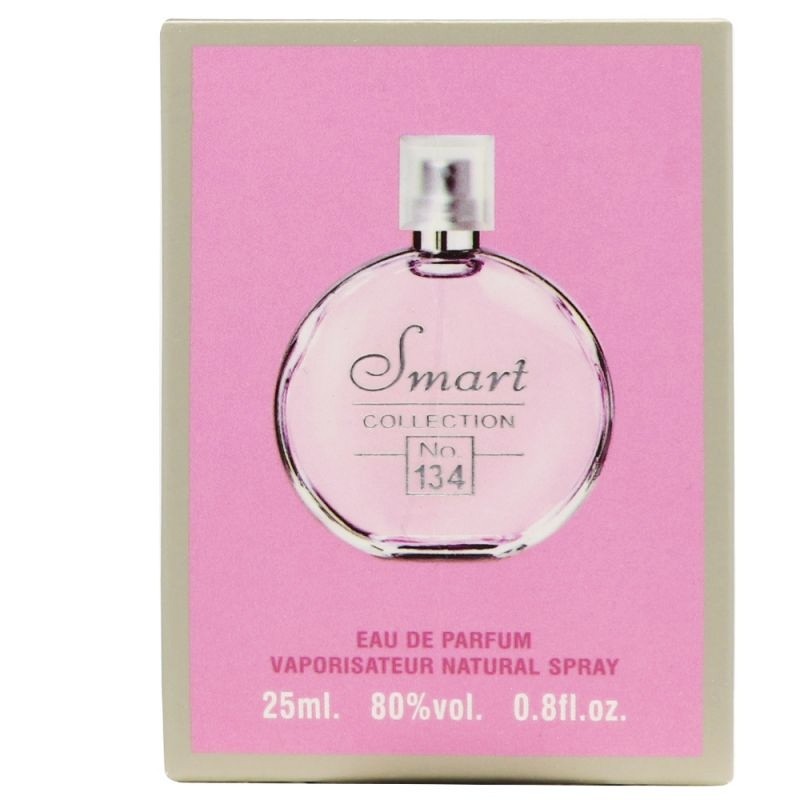 Smart
COLLECTION
No.
134
EAU DE PARFUM
VAPORISATEUR NATURAL SPRAY
25ml. 80%vol. 0.8fl.oz.